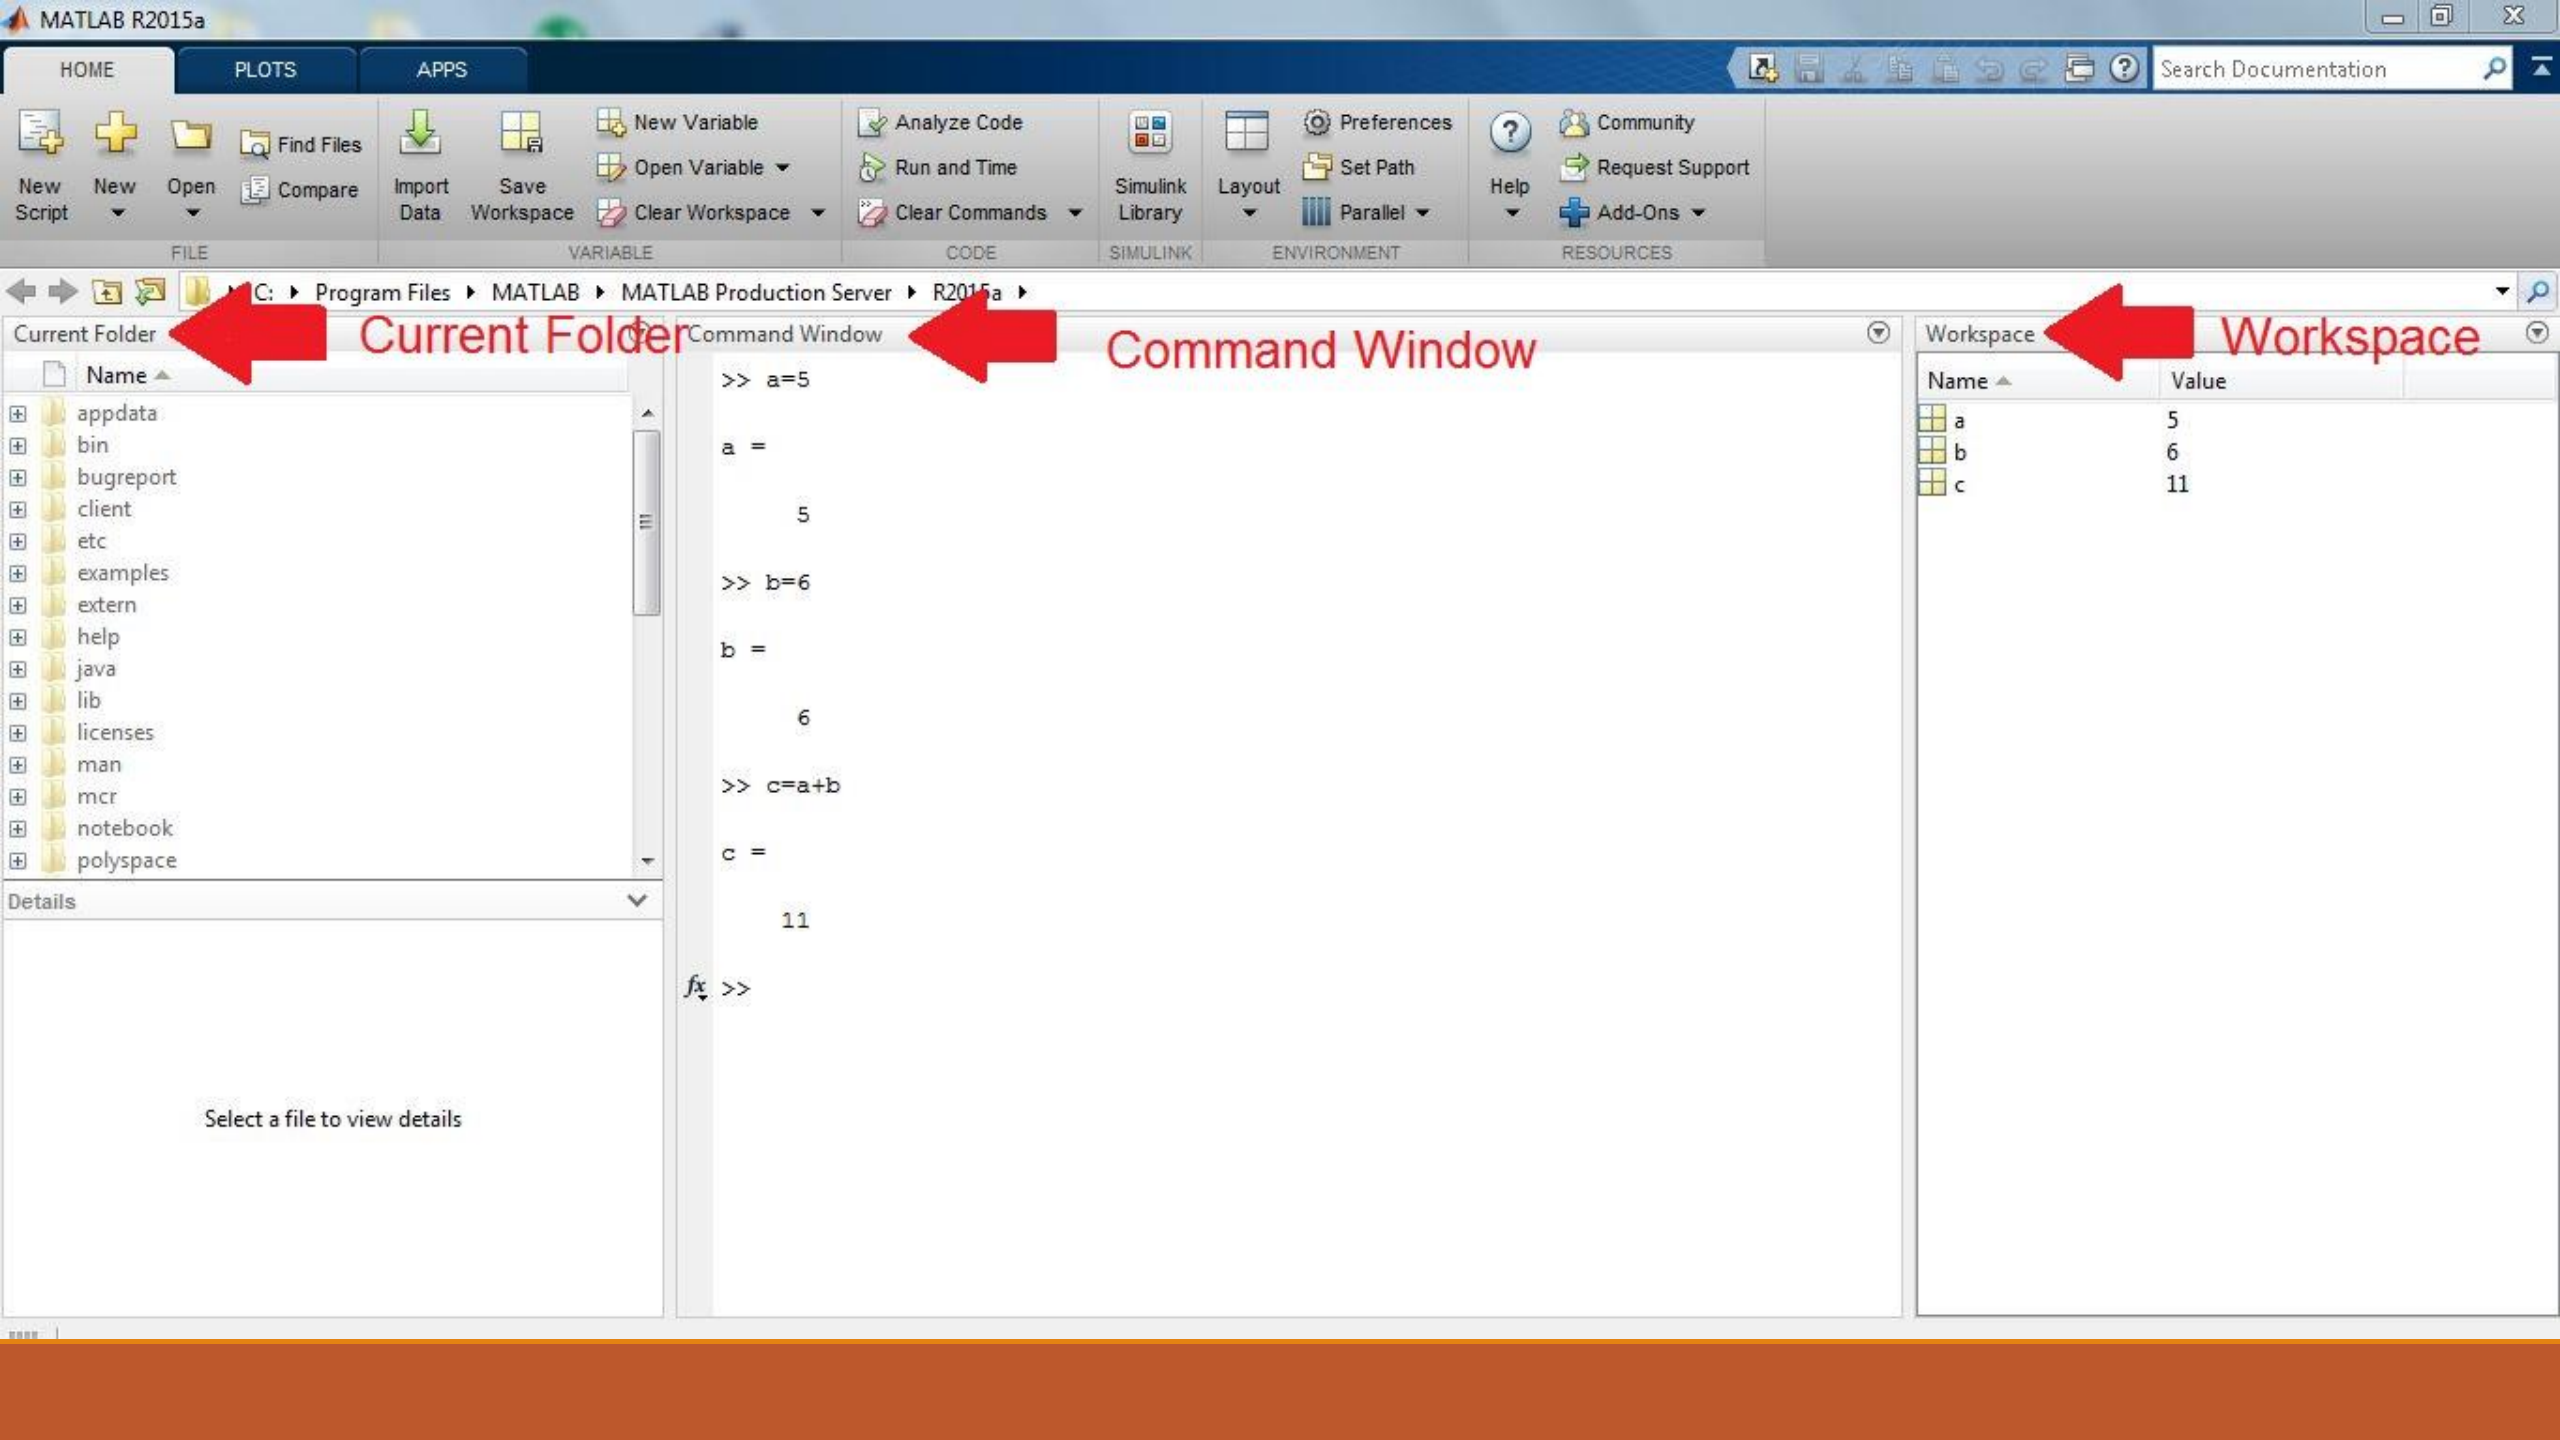 MATLAB R2015a
HOME PLOTS APPS Search Documentation
New Script
New
Open
Find Files
Compare
FILE
Import Data
Save Workspace
New Variable
Open Variable
Clear Workspace
VARIABLE
Analyze Code
Run and Time
Clear Commands
CODE
Simulink Library
SIMULINK
Layout
Preferences
Set Path
Parallel
ENVIRONMENT
Help
Community
Request Support
Add-Ons
RESOURCES
C: Program Files MATLAB MATLAB Production Server R2015a
Current Folder
Current Folder
Name
appdata
bin
bugreport
client
etc
examples
extern
help
java
lib
licenses
man
mcr
notebook
polyspace
Details
Select a file to view details
Command Window
Command Window
>> a=5
a =
5
>> b=6
b =
6
>> c=a+b
c =
11
fx >>
Workspace
Workspace
Name Value
a 5
b 6
c 11